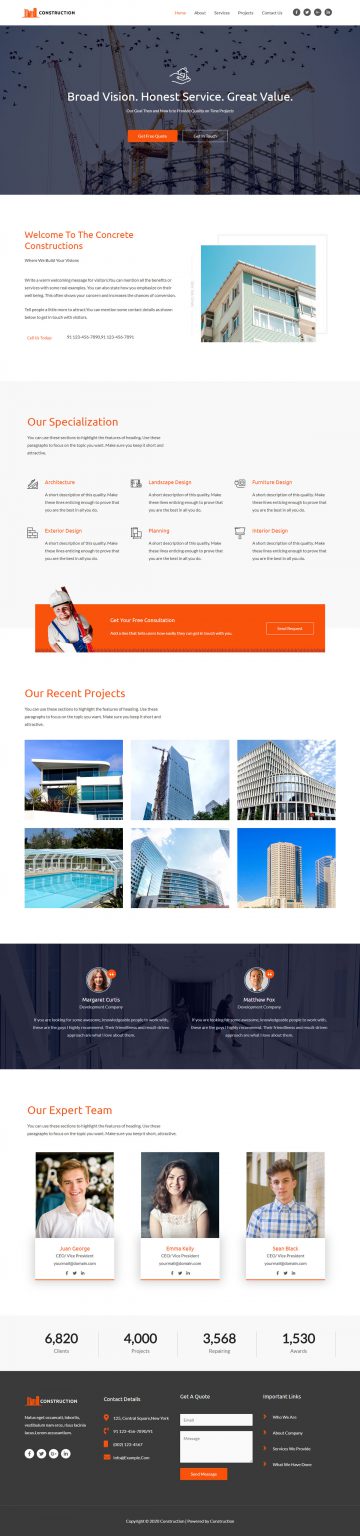 CONSTRUCTION
Home About Services Projects Contact Us
Broad Vision. Honest Service. Great Value.
Our Goal Then and Now Is to Provide Quality on Time Projects
Get Free Quote
Get In Touch
Welcome To The Concrete
Constructions
Where We Build Your Visions
Write a warm welcoming message for visitors.You can mention all the benefits or
services with some real examples. You can also state how you emphasize on their
well being. This often shows your concern and increases the chances of conversion.
Tell people a little more to attract.You can mention some contact details as shown
below to get in touch with visitors.
Call Us Today:
91 123-456-7890,91 123-456-7891
Our Specialization
You can use these sections to highlight the features of heading. Use these
paragraphs to focus on the topic you want. Make sure you keep it short and
attractive.
Architecture
A short description of this quality. Make
these lines enticing enough to prove that
you are the best in all you do.
Landscape Design
A short description of this quality. Make
these lines enticing enough to prove that
you are the best in all you do.
Furniture Design
A short description of this quality. Make
these lines enticing enough to prove that
you are the best in all you do.
Exterior Design
A short description of this quality. Make
these lines enticing enough to prove that
you are the best in all you do.
Planning
A short description of this quality. Make
these lines enticing enough to prove that
you are the best in all you do.
Interior Design
A short description of this quality. Make
these lines enticing enough to prove that
you are the best in all you do.
Get Your Free Consultation
Add a line that tells users how easily they can get in touch with you.
Send Request
Our Recent Projects
You can use these sections to highlight the features of heading. Use these
paragraphs to focus on the topic you want. Make sure you keep it short and
attractive.
Margaret Curtis
Development Company
If you are looking for some awesome, knowledgeable people to work with,
these are the guys I highly recommend. Their friendliness and result-driven
approach are what I love about them.
Matthew Fox
Development Company
If you are looking for some awesome, knowledgeable people to work with,
these are the guys I highly recommend. Their friendliness and result-driven
approach are what I love about them.
Our Expert Team
You can use these sections to highlight the features of heading. Use these
paragraphs to focus on the topic you want. Make sure you keep it short, attractive.
Juan George
CEO/ Vice President
yourmail@domain.com
Emma Kelly
CEO/ Vice President
yourmail@domain.com
Sean Black
CEO/ Vice President
yourmail@domain.com
6,820
Clients
4,000
Projects
3,568
Repairing
1,530
Awards
CONSTRUCTION
Natus eget occaecati, lobortis,
vestibulum nam arcu, risus lacinia
lacus.Lorem accusantium.
Contact Details
125, Central Square,New York
91 123-456-7890/91
(002) 123-4567
Info@Example.Com
Get A Quote
Email
Message
Send Message
Important Links
Who We Are
About Company
Services We Provide
What We Have Done
Copyright © 2020 Construction | Powered by Construction